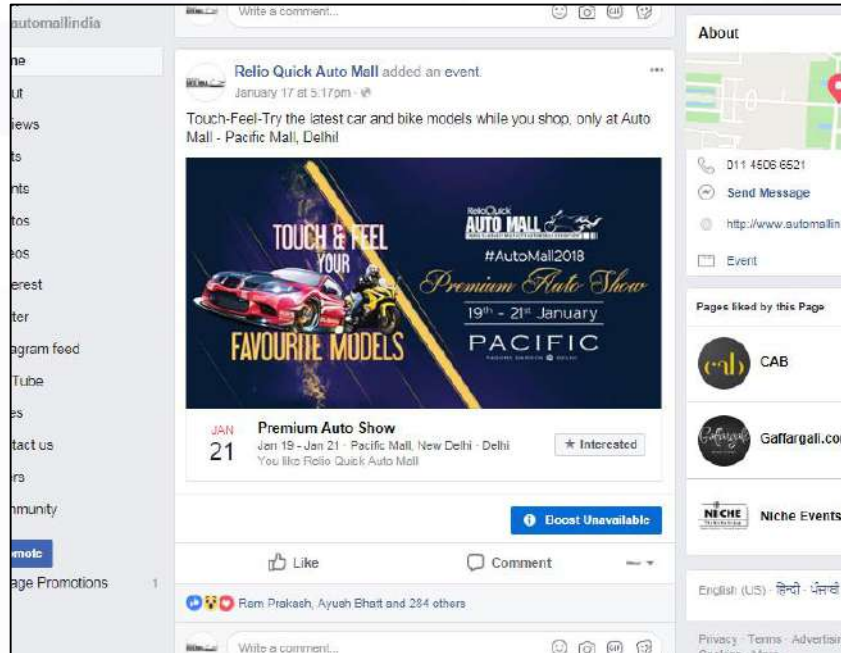 automallindia
Write a comment...
ne
ut
iews
ts
nts
tos
eos
erest
ter
agram feed
Tube
es
tact us
ers
mmunity
mote
age Promotions 1
Relio Quick Auto Mall added an event.
January 17 at 5:17pm
Touch-Feel-Try the latest car and bike models while you shop, only at Auto
Mall - Pacific Mall, Delhi!
TOUCH & FEEL
YOUR
FAVOURITE MODELS
RelioQuick
AUTO MALL
#AutoMall2018
Premium Auto Show
19th - 21st January
PACIFIC
JAN
21
Premium Auto Show
Jan 19 - Jan 21 · Pacific Mall, New Delhi · Delhi
You like Relio Quick Auto Mall
Interested
Boost Unavailable
Like
Comment
Ram Prakash, Ayush Bhatt and 284 others
Write a comment...
About
011 4506 6521
Send Message
http://www.automallin
Event
Pages liked by this Page
cab
CAB
Gaffargali
Gaffargali.co
NICHE
Niche Events
English (US) · हिन्दी · ਪੰਜਾਬੀ
Privacy · Terms · Advertisin